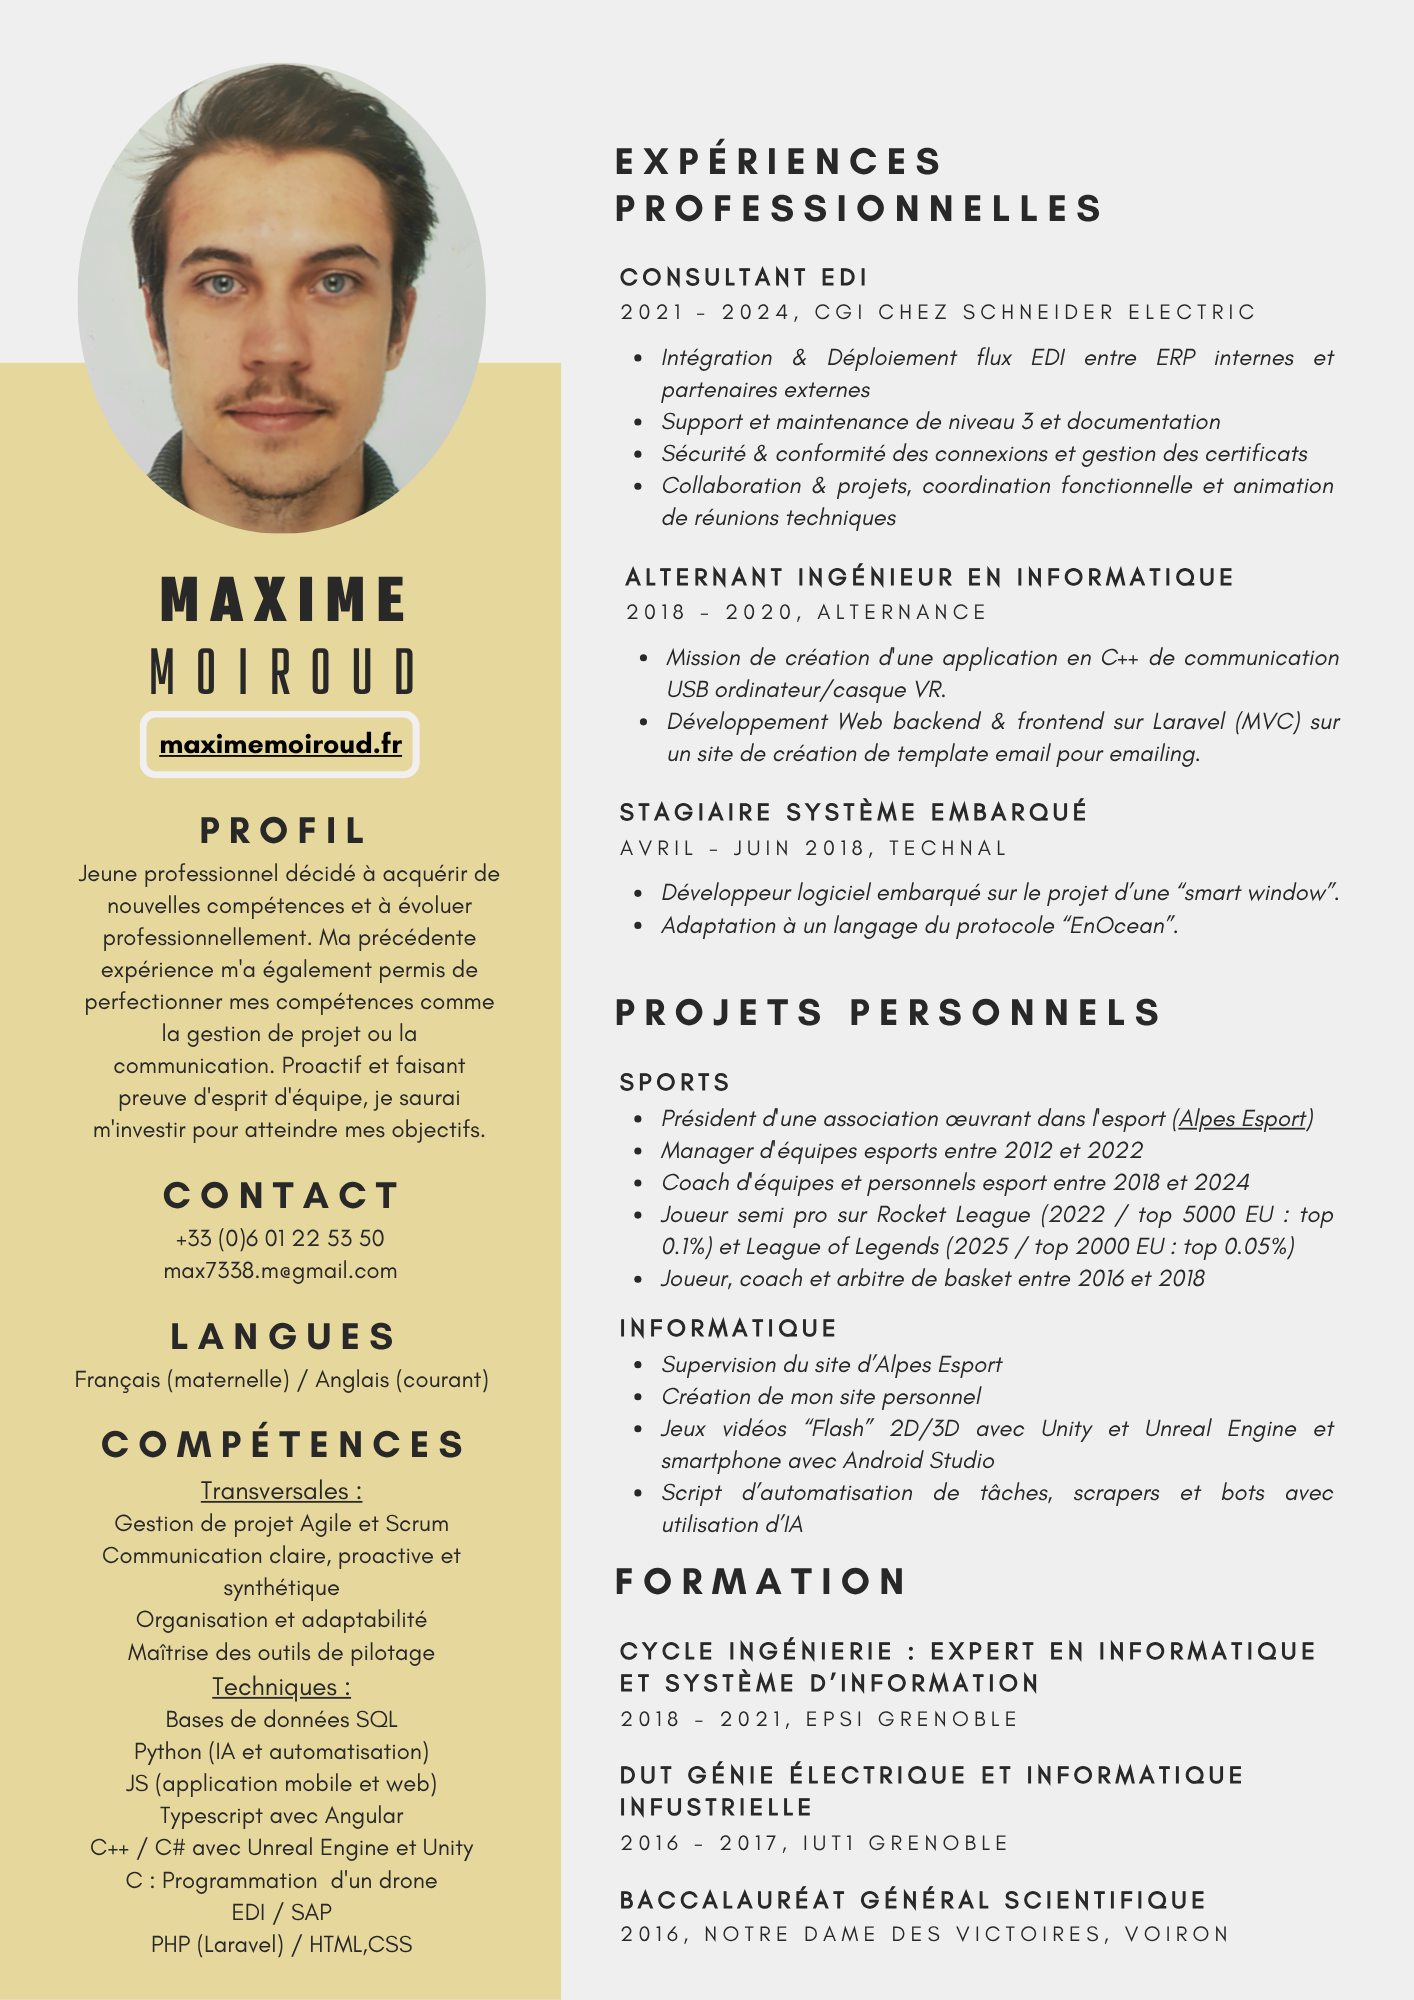 MAXIME
MOIROUD
maximemoiroud.fr
PROFIL
Jeune professionnel décidé à acquérir de
nouvelles compétences et à évoluer
professionnellement. Ma précédente
expérience m'a également permis de
perfectionner mes compétences comme
la gestion de projet ou la
communication. Proactif et faisant
preuve d'esprit d'équipe, je saurai
m'investir pour atteindre mes objectifs.
CONTACT
+33 (0)6 01 22 53 50
max7338.m@gmail.com
LANGUES
Français (maternelle) / Anglais (courant)
COMPÉTENCES
Transversales :
Gestion de projet Agile et Scrum
Communication claire, proactive et
synthétique
Organisation et adaptabilité
Maîtrise des outils de pilotage
Techniques :
Bases de données SQL
Python (IA et automatisation)
JS (application mobile et web)
Typescript avec Angular
C++ / C# avec Unreal Engine et Unity
C : Programmation d'un drone
EDI / SAP
PHP (Laravel) / HTML,CSS
EXPÉRIENCES
PROFESSIONNELLES
CONSULTANT EDI
2021 - 2024, CGI CHEZ SCHNEIDER ELECTRIC
• Intégration & Déploiement flux EDI entre ERP internes et
partenaires externes
• Support et maintenance de niveau 3 et documentation
• Sécurité & conformité des connexions et gestion des certificats
• Collaboration & projets, coordination fonctionnelle et animation
de réunions techniques
ALTERNANT INGÉNIEUR EN INFORMATIQUE
2018 - 2020, ALTERNANCE
• Mission de création d'une application en C++ de communication
USB ordinateur/casque VR.
• Développement Web backend & frontend sur Laravel (MVC) sur
un site de création de template email pour emailing.
STAGIAIRE SYSTÈME EMBARQUÉ
AVRIL - JUIN 2018, TECHNAL
• Développeur logiciel embarqué sur le projet d’une “smart window”.
• Adaptation à un langage du protocole “EnOcean”.
PROJETS PERSONNELS
SPORTS
• Président d'une association œuvrant dans l'esport (Alpes Esport)
• Manager d'équipes esports entre 2012 et 2022
• Coach d'équipes et personnels esport entre 2018 et 2024
• Joueur semi pro sur Rocket League (2022 / top 5000 EU : top
0.1%) et League of Legends (2025 / top 2000 EU : top 0.05%)
• Joueur, coach et arbitre de basket entre 2016 et 2018
INFORMATIQUE
• Supervision du site d’Alpes Esport
• Création de mon site personnel
• Jeux vidéos “Flash” 2D/3D avec Unity et Unreal Engine et
smartphone avec Android Studio
• Script d’automatisation de tâches, scrapers et bots avec
utilisation d’IA
FORMATION
CYCLE INGÉNIERIE : EXPERT EN INFORMATIQUE
ET SYSTÈME D’INFORMATION
2018 - 2021, EPSI GRENOBLE
DUT GÉNIE ÉLECTRIQUE ET INFORMATIQUE
INFUSTRIELLE
2016 - 2017, IUT1 GRENOBLE
BACCALAURÉAT GÉNÉRAL SCIENTIFIQUE
2016, NOTRE DAME DES VICTOIRES, VOIRON